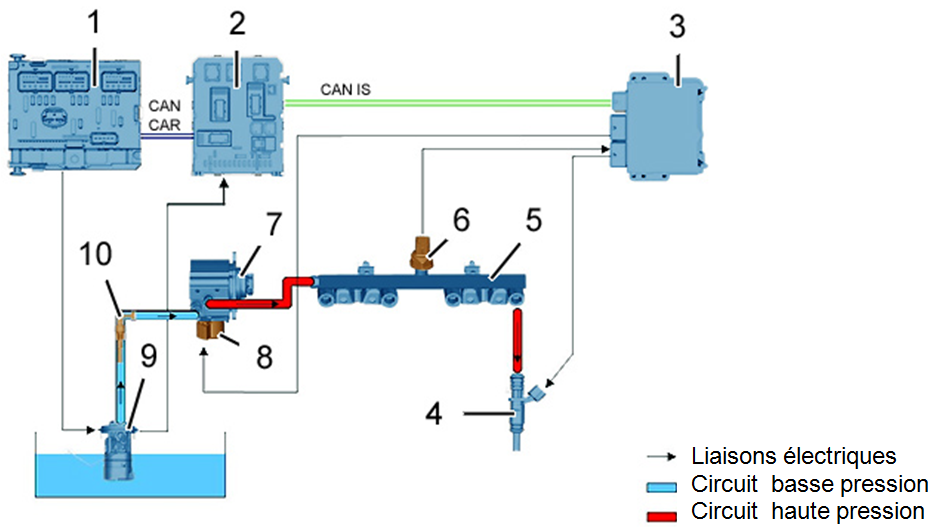 1
2
3
CAN IS
CAN
CAR
6
5
7
10
8
9
4
Liaisons électriques
Circuit basse pression
Circuit haute pression